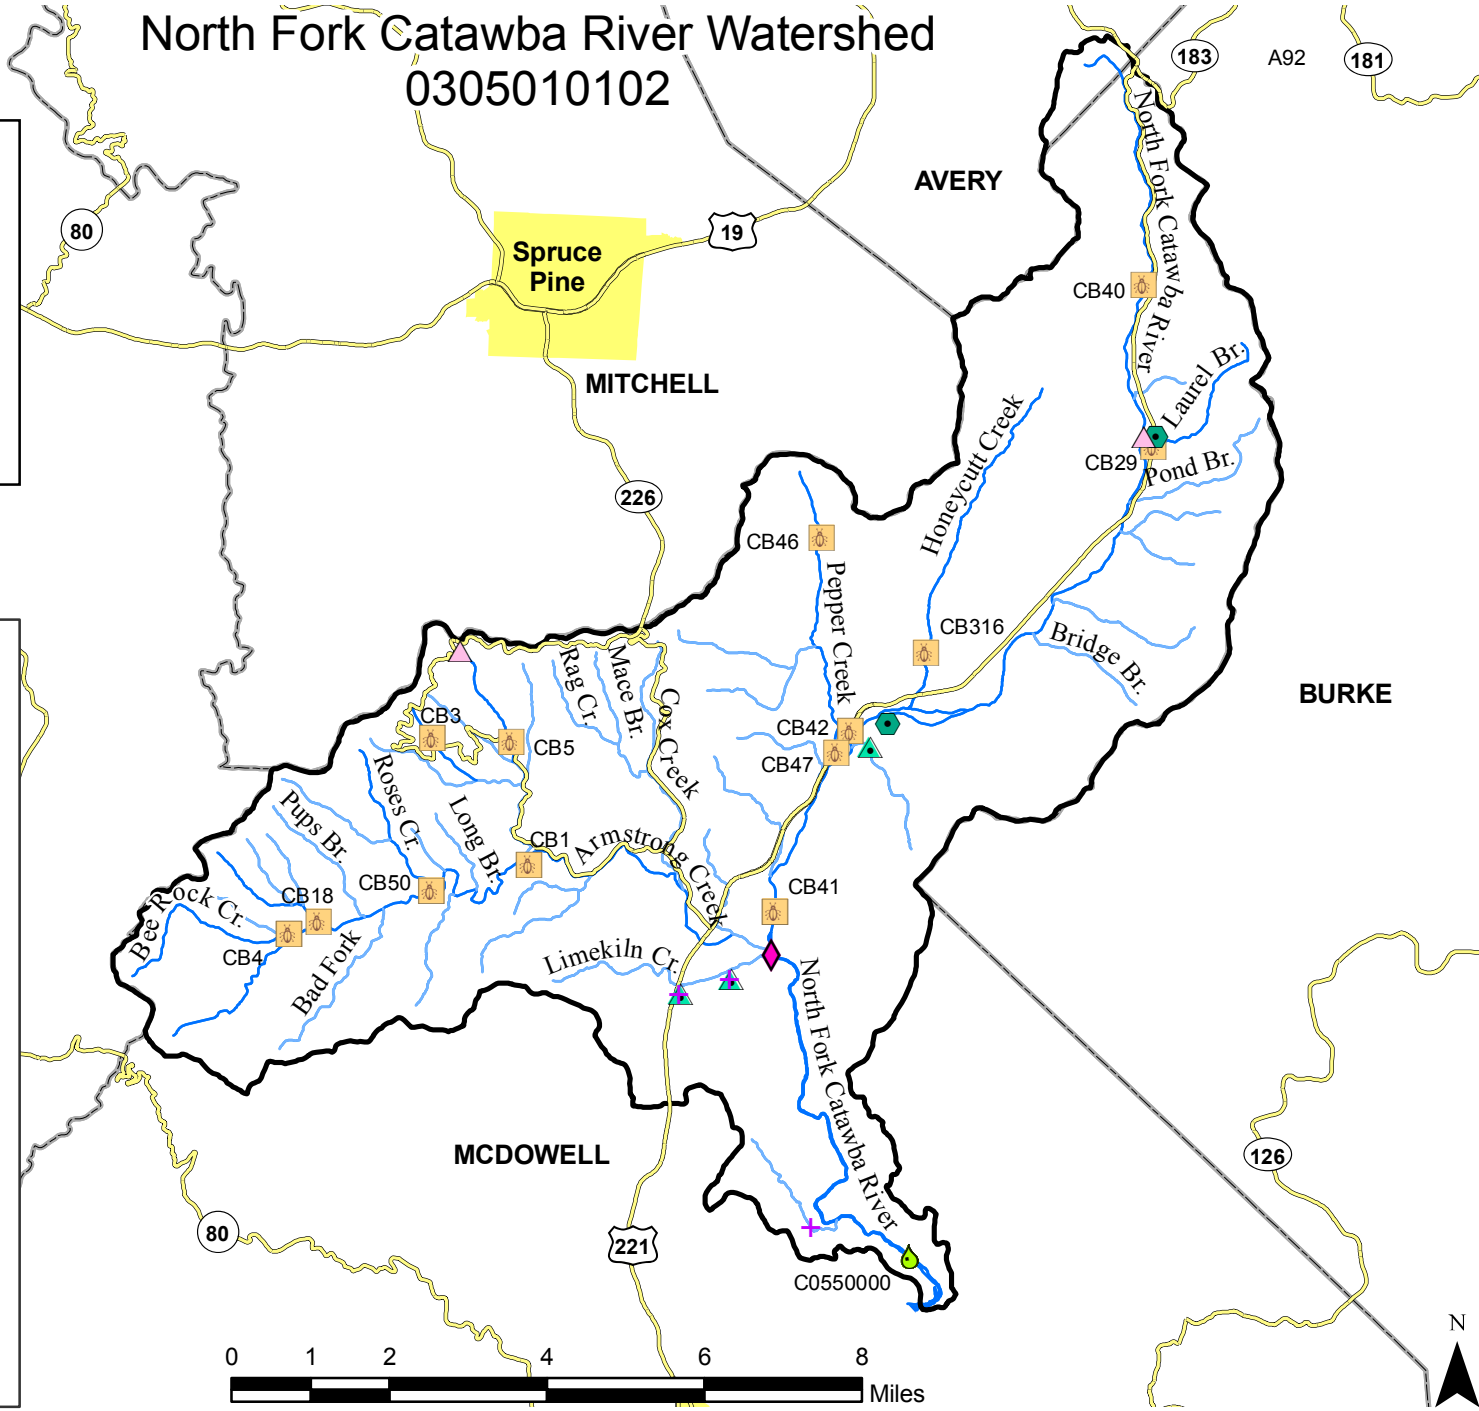 North Fork Catawba River Watershed
0305010102
183
A92
181
North Fork Catawba River
AVERY
80
19
Spruce
Pine
CB40
MITCHELL
Laurel Br.
Honeycutt Creek
CB29
Pond Br.
226
CB46
Pepper Creek
CB316
Bridge Br.
Rag Cr.
Mace Br.
Cox Creek
BURKE
CB3
CB5
CB42
CB47
Roses Cr.
Pups Br.
Long Br.
CB1
Armstrong Creek
CB50
CB18
CB41
Bee Rock Cr.
CB4
Bad Fork
Limekiln Cr.
North Fork Catawba River
MCDOWELL
126
80
221
C0550000
N
0 1 2 4 6 8
Miles